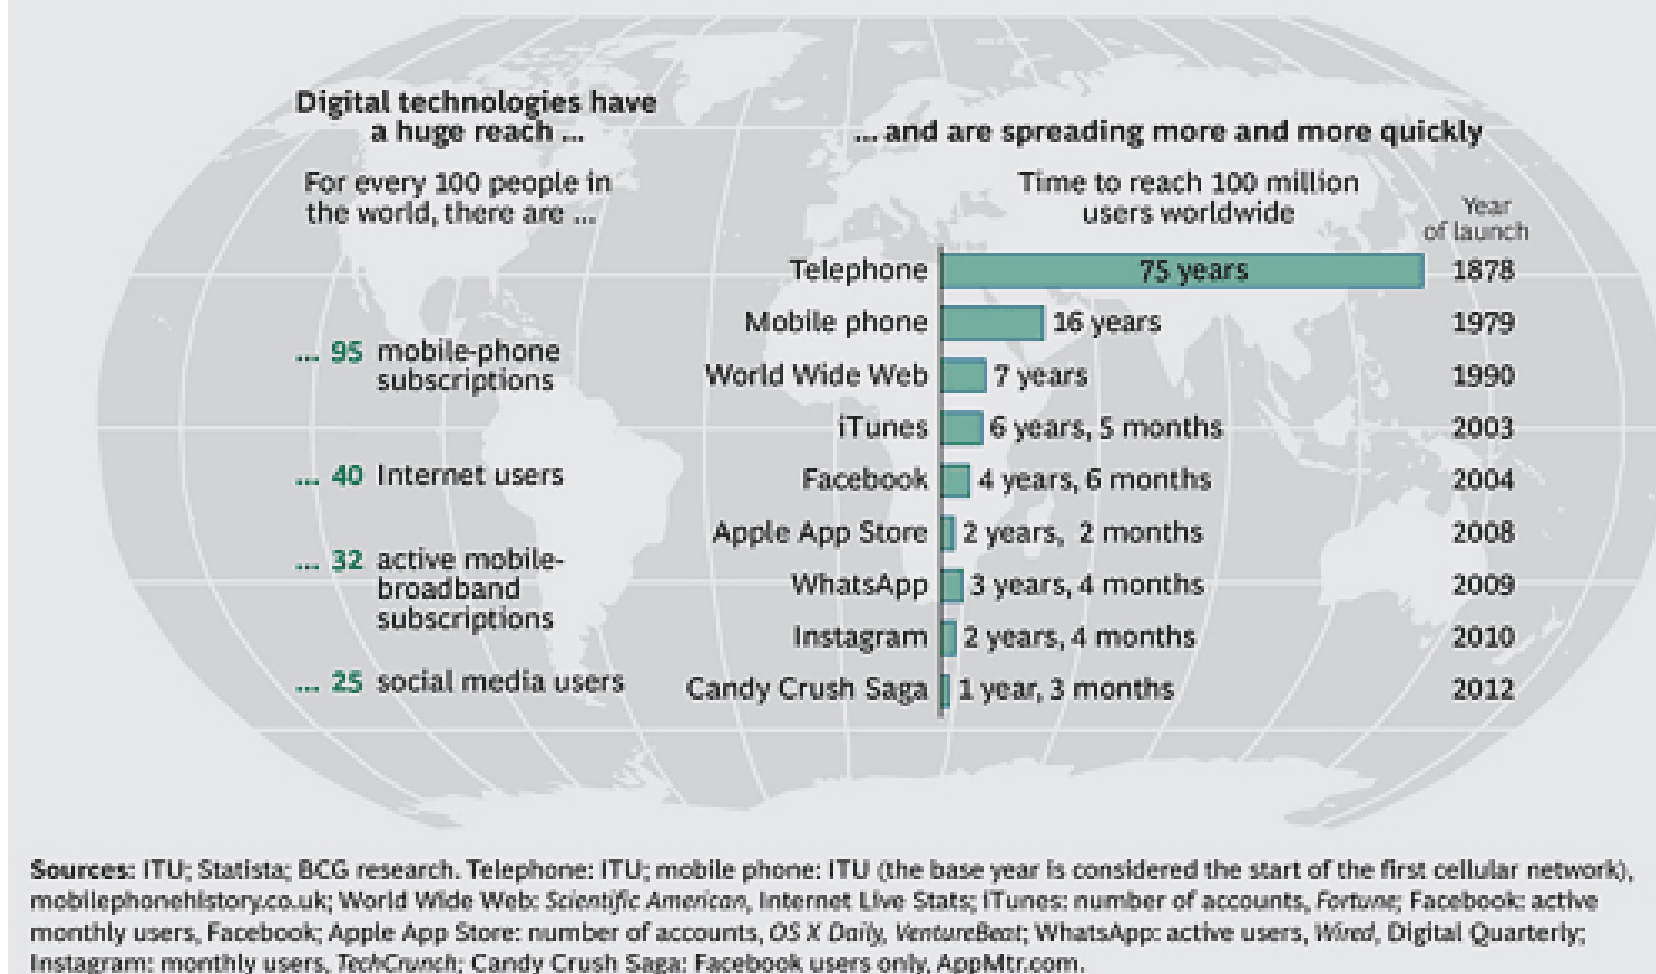 Digital technologies have
a huge reach ...
For every 100 people in
the world, there are ...
... 95 mobile-phone
subscriptions
... 40 Internet users
... 32 active mobile-
broadband
subscriptions
... 25 social media users
... and are spreading more and more quickly
Time to reach 100 million
users worldwide
Year
of launch
Telephone 75 years 1878
Mobile phone 16 years 1979
World Wide Web 7 years 1990
iTunes 6 years, 5 months 2003
Facebook 4 years, 6 months 2004
Apple App Store 2 years, 2 months 2008
WhatsApp 3 years, 4 months 2009
Instagram 2 years, 4 months 2010
Candy Crush Saga 1 year, 3 months 2012
Sources: ITU; Statista; BCG research. Telephone: ITU; mobile phone: ITU (the base year is considered the start of the first cellular network),
mobilephonehistory.co.uk; World Wide Web: Scientific American, Internet Live Stats; iTunes: number of accounts, Fortune; Facebook: active
monthly users, Facebook; Apple App Store: number of accounts, OS X Daily, VentureBeat; WhatsApp: active users, Wired, Digital Quarterly;
Instagram: monthly users, TechCrunch; Candy Crush Saga: Facebook users only, AppMtr.com.